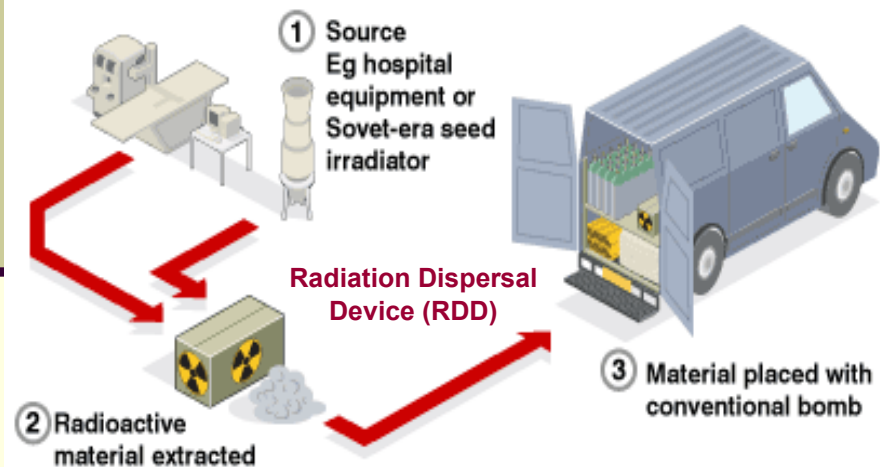 1 Source
Eg hospital
equipment or
Sovet-era seed
irradiator
Radiation Dispersal
Device (RDD)
2 Radioactive
material extracted
3 Material placed with
conventional bomb